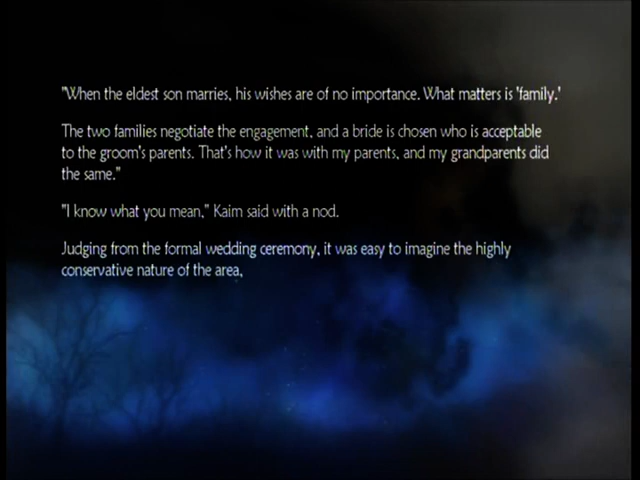 "When the eldest son marries, his wishes are of no importance. What matters is 'family.'
The two families negotiate the engagement, and a bride is chosen who is acceptable
to the groom's parents. That's how it was with my parents, and my grandparents did
the same."
"I know what you mean," Kaim said with a nod.
Judging from the formal wedding ceremony, it was easy to imagine the highly
conservative nature of the area,